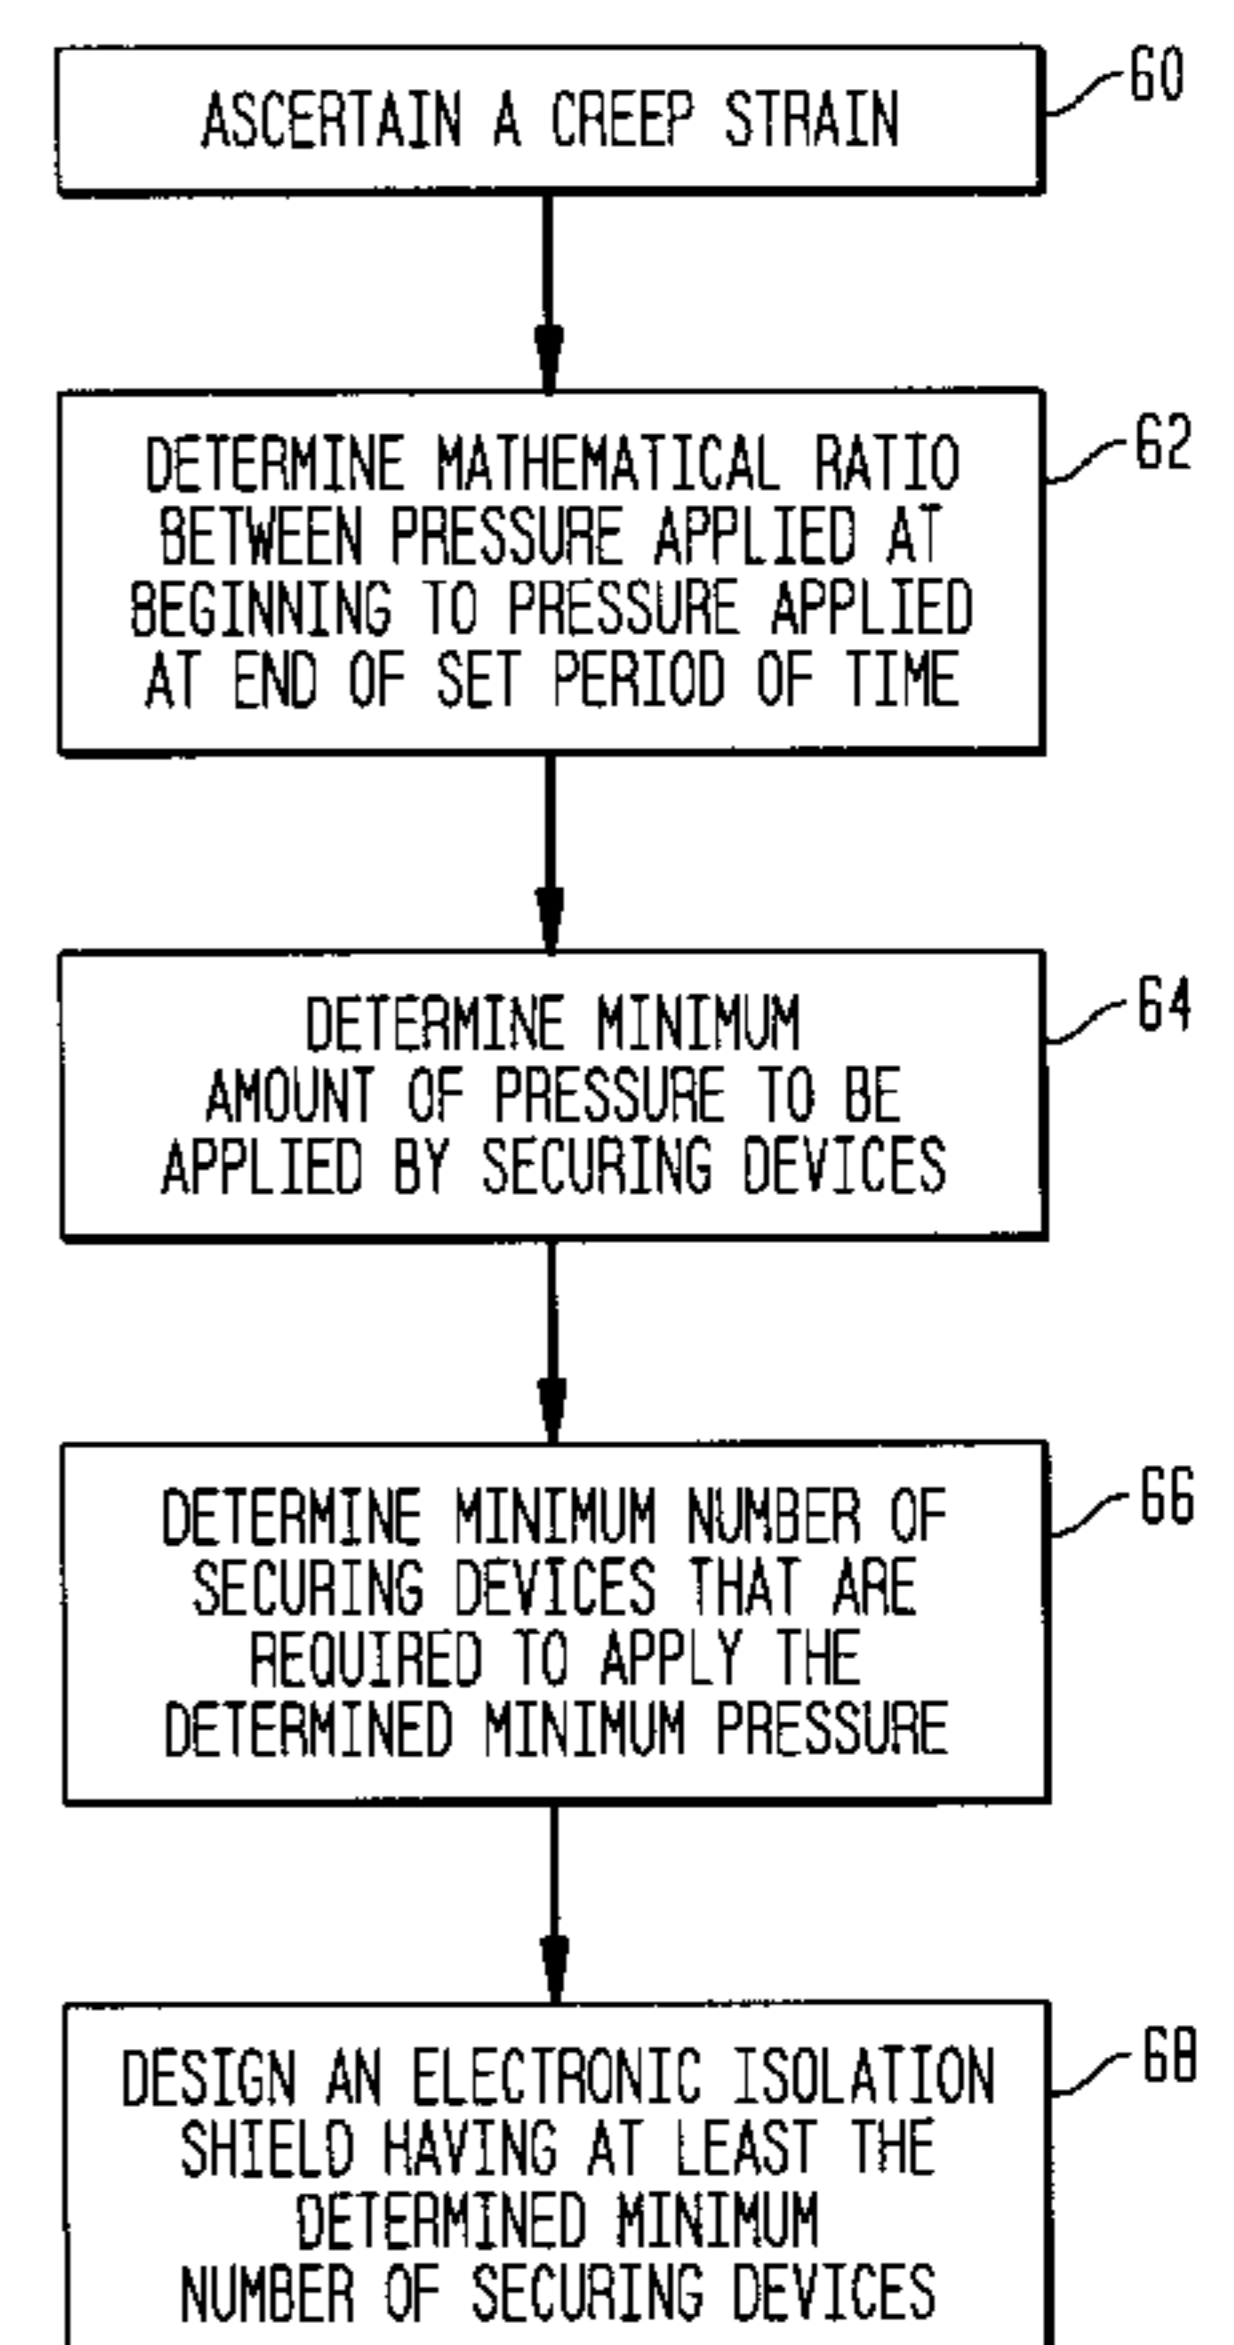 ASCERTAIN A CREEP STRAIN
60
DETERMINE MATHEMATICAL RATIO
BETWEEN PRESSURE APPLIED AT
BEGINNING TO PRESSURE APPLIED
AT END OF SET PERIOD OF TIME
62
DETERMINE MINIMUM
AMOUNT OF PRESSURE TO BE
APPLIED BY SECURING DEVICES
64
DETERMINE MINIMUM NUMBER OF
SECURING DEVICES THAT ARE
REQUIRED TO APPLY THE
DETERMINED MINIMUM PRESSURE
66
DESIGN AN ELECTRONIC ISOLATION
SHIELD HAVING AT LEAST THE
DETERMINED MINIMUM
NUMBER OF SECURING DEVICES
68